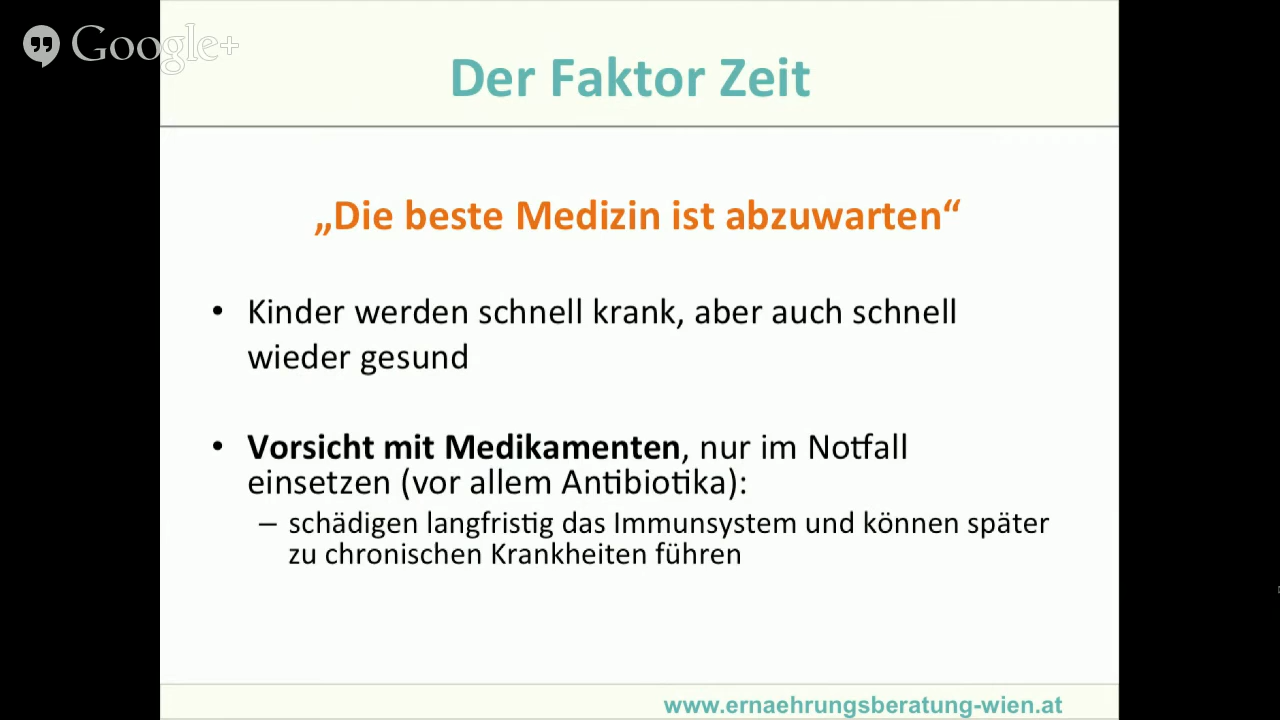 Google+
Der Faktor Zeit
„Die beste Medizin ist abzuwarten“
• Kinder werden schnell krank, aber auch schnell
wieder gesund
• Vorsicht mit Medikamenten, nur im Notfall
einsetzen (vor allem Antibiotika):
– schädigen langfristig das Immunsystem und können später
zu chronischen Krankheiten führen
www.ernaehrungsberatung-wien.at